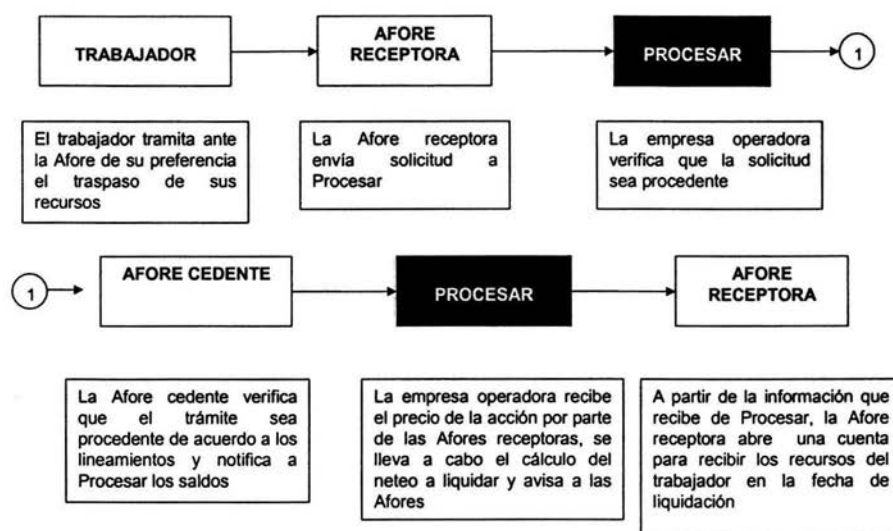 TRABAJADOR
AFORE
RECEPTORA
PROCESAR
1
El trabajador tramita ante
la Afore de su preferencia
el traspaso de sus
recursos
La Afore receptora
envía solicitud a
Procesar
La empresa operadora
verifica que la solicitud
sea procedente
1
AFORE CEDENTE
PROCESAR
AFORE
RECEPTORA
La Afore cedente verifica
que el trámite sea
procedente de acuerdo a los
lineamientos y notifica a
Procesar los saldos
La empresa operadora recibe
el precio de la acción por parte
de las Afores receptoras, se
lleva a cabo el cálculo del
neteo a liquidar y avisa a las
Afores
A partir de la información que
recibe de Procesar, la Afore
receptora abre una cuenta
para recibir los recursos del
trabajador en la fecha de
liquidación